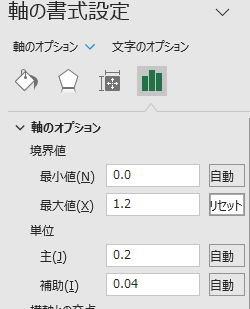 軸の書式設定
軸のオプション 文字のオプション
軸のオプション
境界値
最小値(N) 0.0 自動
最大値(X) 1.2 リセット
単位
主(J) 0.2 自動
補助(I) 0.04 自動